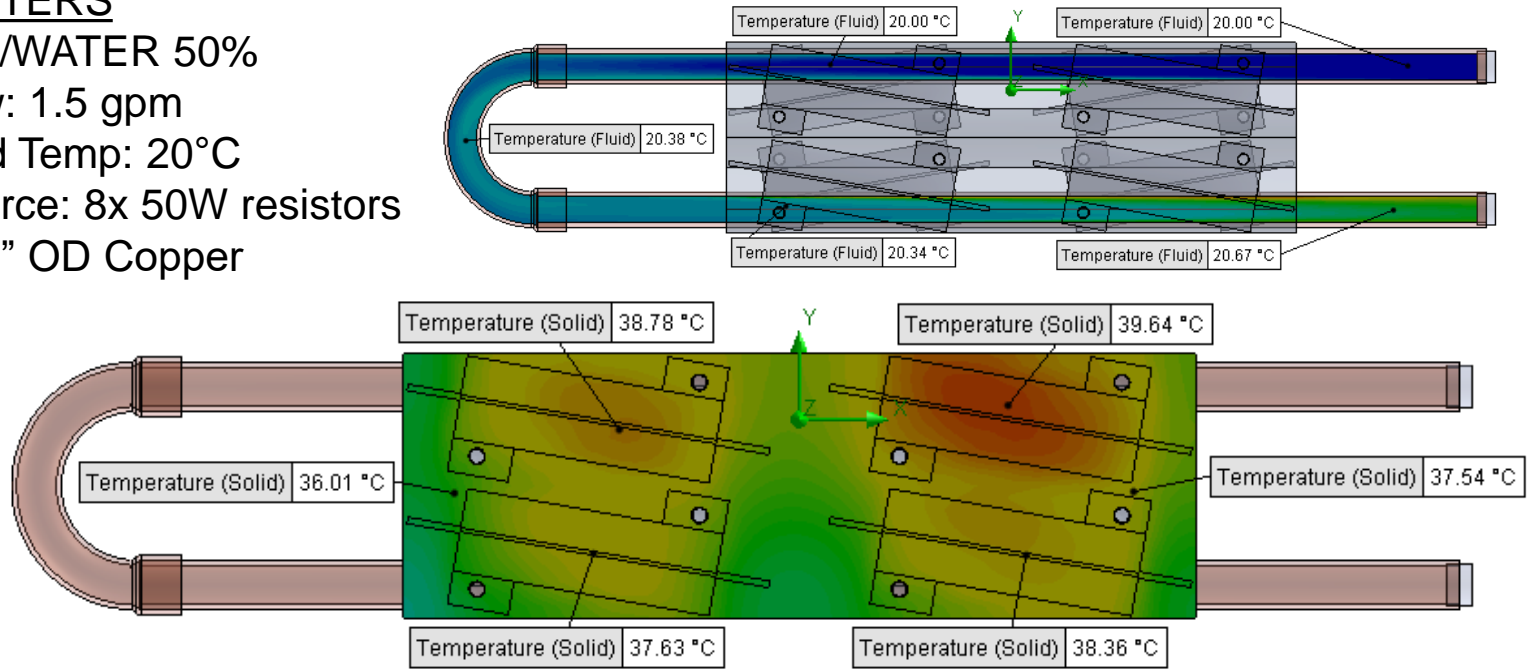 /WATER 50%
: 1.5 gpm
Temp: 20°C
: 8x 50W resistors
” OD Copper
Temperature (Fluid) 20.00 °C
Temperature (Fluid) 20.00 °C
Y
X
Temperature (Fluid) 20.38 °C
Temperature (Fluid) 20.34 °C
Temperature (Fluid) 20.67 °C
Temperature (Solid) 38.78 °C
Temperature (Solid) 39.64 °C
Y
Z
X
Temperature (Solid) 36.01 °C
Temperature (Solid) 37.54 °C
Temperature (Solid) 37.63 °C
Temperature (Solid) 38.36 °C